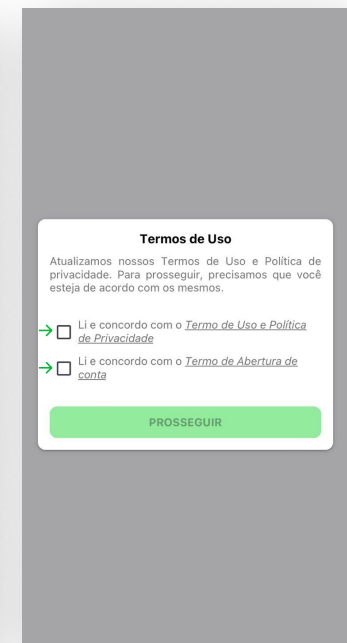 Termos de Uso
Atualizamos nossos Termos de Uso e Política de
privacidade. Para prosseguir, precisamos que você
esteja de acordo com os mesmos.
Li e concordo com o Termo de Uso e Política
de Privacidade
Li e concordo com o Termo de Abertura de
conta
PROSSEGUIR